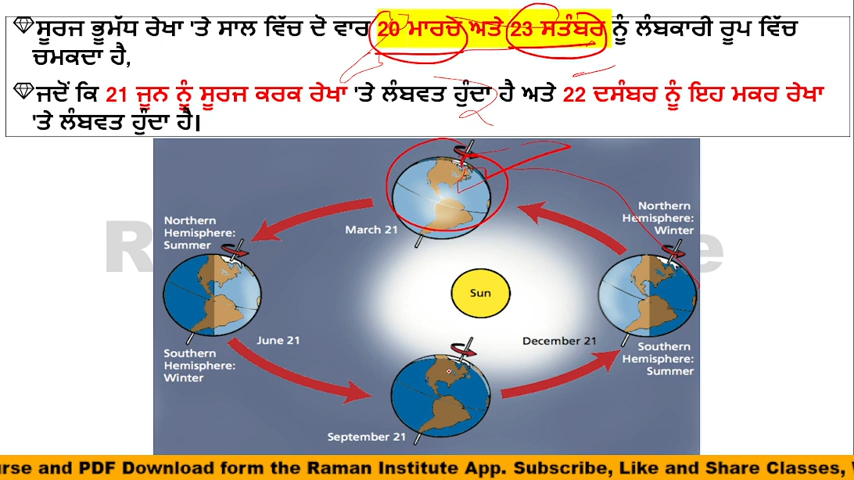 ਸੂਰਜ ਭੂਮੱਧ ਰੇਖਾ 'ਤੇ ਸਾਲ ਵਿੱਚ ਦੋ ਵਾਰ 20 ਮਾਰਚ ਅਤੇ 23 ਸਤੰਬਰ ਨੂੰ ਲੰਬਕਾਰੀ ਰੂਪ ਵਿੱਚ
ਚਮਕਦਾ ਹੈ,
ਜਦੋਂ ਕਿ 21 ਜੂਨ ਨੂੰ ਸੂਰਜ ਕਰਕ ਰੇਖਾ 'ਤੇ ਲੰਬਵਤ ਹੁੰਦਾ ਹੈ ਅਤੇ 22 ਦਸੰਬਰ ਨੂੰ ਇਹ ਮਕਰ ਰੇਖਾ
'ਤੇ ਲੰਬਵਤ ਹੁੰਦਾ ਹੈ।
March 21
Northern
Hemisphere:
Summer
Northern
Hemisphere:
Winter
Sun
June 21
December 21
Southern
Hemisphere:
Winter
Southern
Hemisphere:
Summer
September 21
urse and PDF Download form the Raman Institute App. Subscribe, Like and Share Classes,